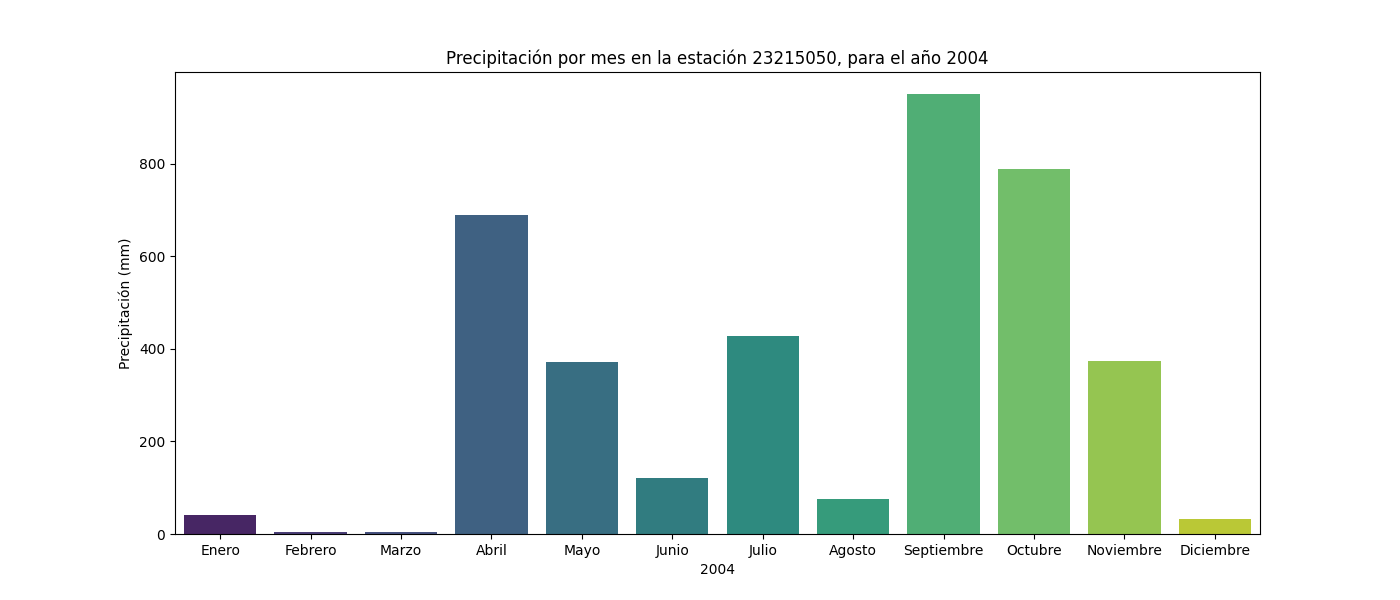 Precipitación por mes en la estación 23215050, para el año 2004
Precipitación (mm)
800
600
400
200
0
Enero Febrero Marzo Abril Mayo Junio Julio Agosto Septiembre Octubre Noviembre Diciembre
2004